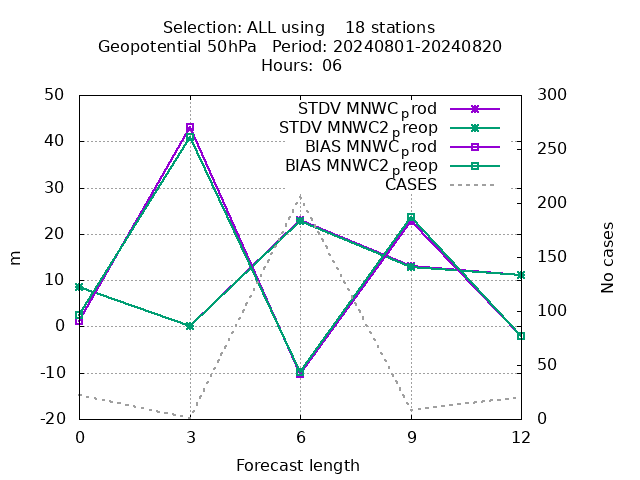 Selection: ALL using    18 stations
Geopotential 50hPa   Period: 20240801-20240820
Hours: 06
50
40
30
20
10
0
-10
-20
m
STDV MNWC_prod
STDV MNWC2_preop
BIAS MNWC_prod
BIAS MNWC2_preop
CASES
300
250
200
150
100
50
0
No cases
0 3 6 9 12
Forecast length